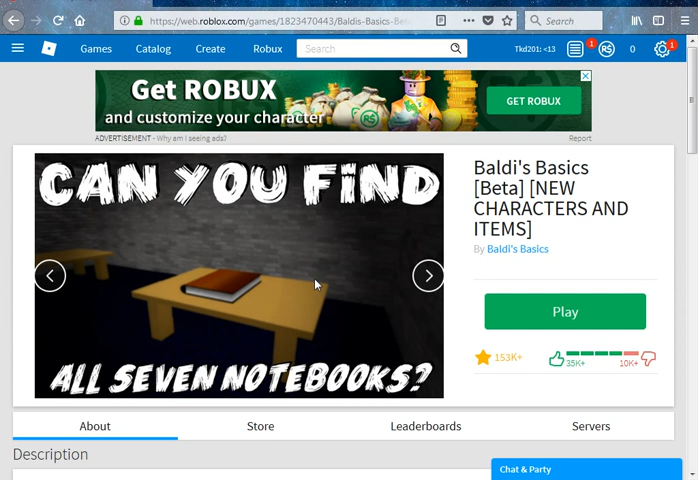 https://web.roblox.com/games/1823470443/Baldis-Basics-Bet
Search
Games
Catalog
Create
Robux
Search
Tkd201: <13
1
0
1
Get ROBUX
and customize your character
GET ROBUX
ADVERTISEMENT - Why am I seeing ads?
Report
CAN YOU FiND
ALL SEVEN NOTEBOOKS?
Baldi's Basics
[Beta] [NEW
CHARACTERS AND
ITEMS]
By Baldi's Basics
Play
153K+
35K+
10K+
About
Store
Leaderboards
Servers
Description
Chat & Party